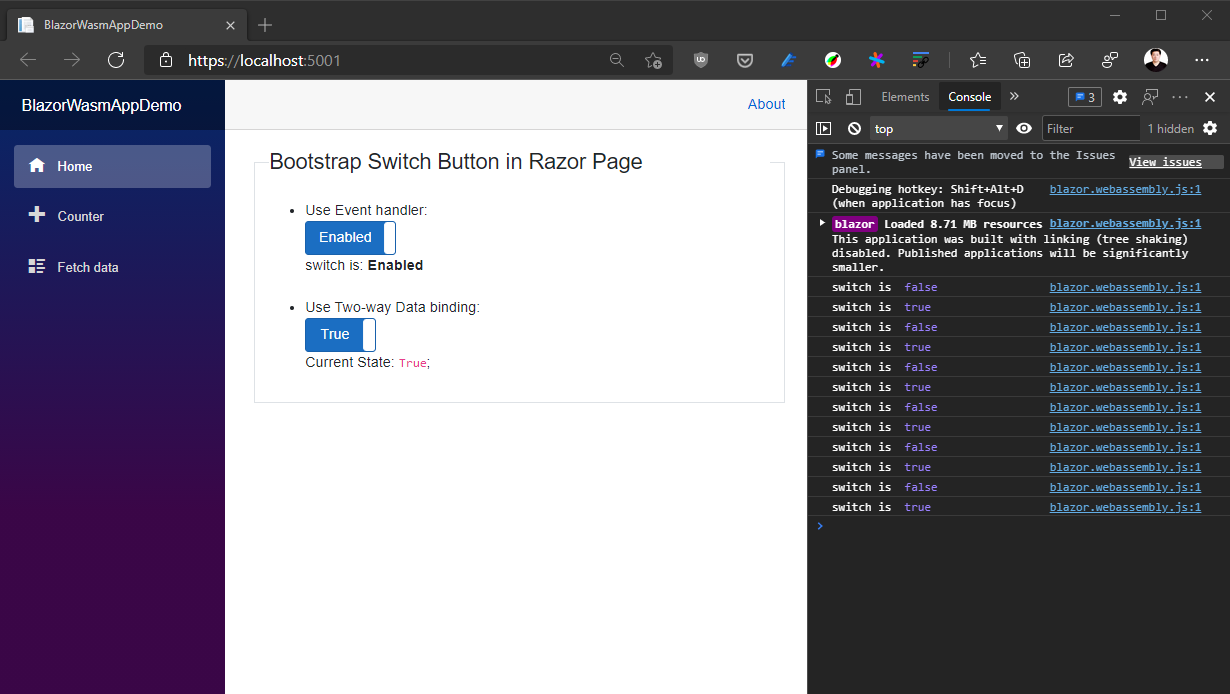 BlazorWasmAppDemo
https://localhost:5001
BlazorWasmAppDemo
Home
Counter
Fetch data
About
Bootstrap Switch Button in Razor Page
Use Event handler:
Enabled
switch is: Enabled
Use Two-way Data binding:
True
Current State: True;
Elements Console » 3
top Filter 1 hidden
Some messages have been moved to the Issues
panel.
View issues
Debugging hotkey: Shift+Alt+D blazor.webassembly.js:1
(when application has focus)
blazor Loaded 8.71 MB resources blazor.webassembly.js:1
This application was built with linking (tree shaking)
disabled. Published applications will be significantly
smaller.
switch is false blazor.webassembly.js:1
switch is true blazor.webassembly.js:1
switch is false blazor.webassembly.js:1
switch is true blazor.webassembly.js:1
switch is false blazor.webassembly.js:1
switch is true blazor.webassembly.js:1
switch is false blazor.webassembly.js:1
switch is true blazor.webassembly.js:1
switch is false blazor.webassembly.js:1
switch is true blazor.webassembly.js:1
switch is false blazor.webassembly.js:1
switch is true blazor.webassembly.js:1